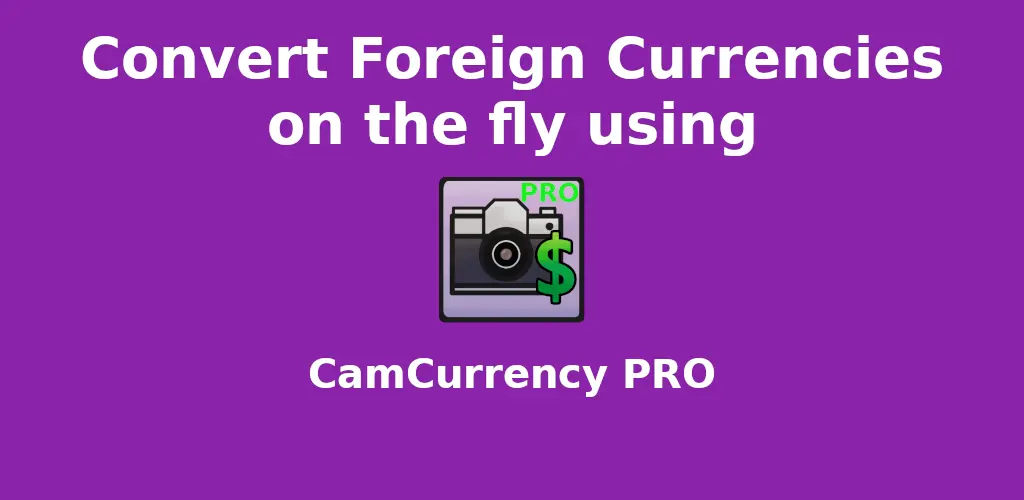 Convert Foreign Currencies
on the fly using
PRO
$
CamCurrency PRO